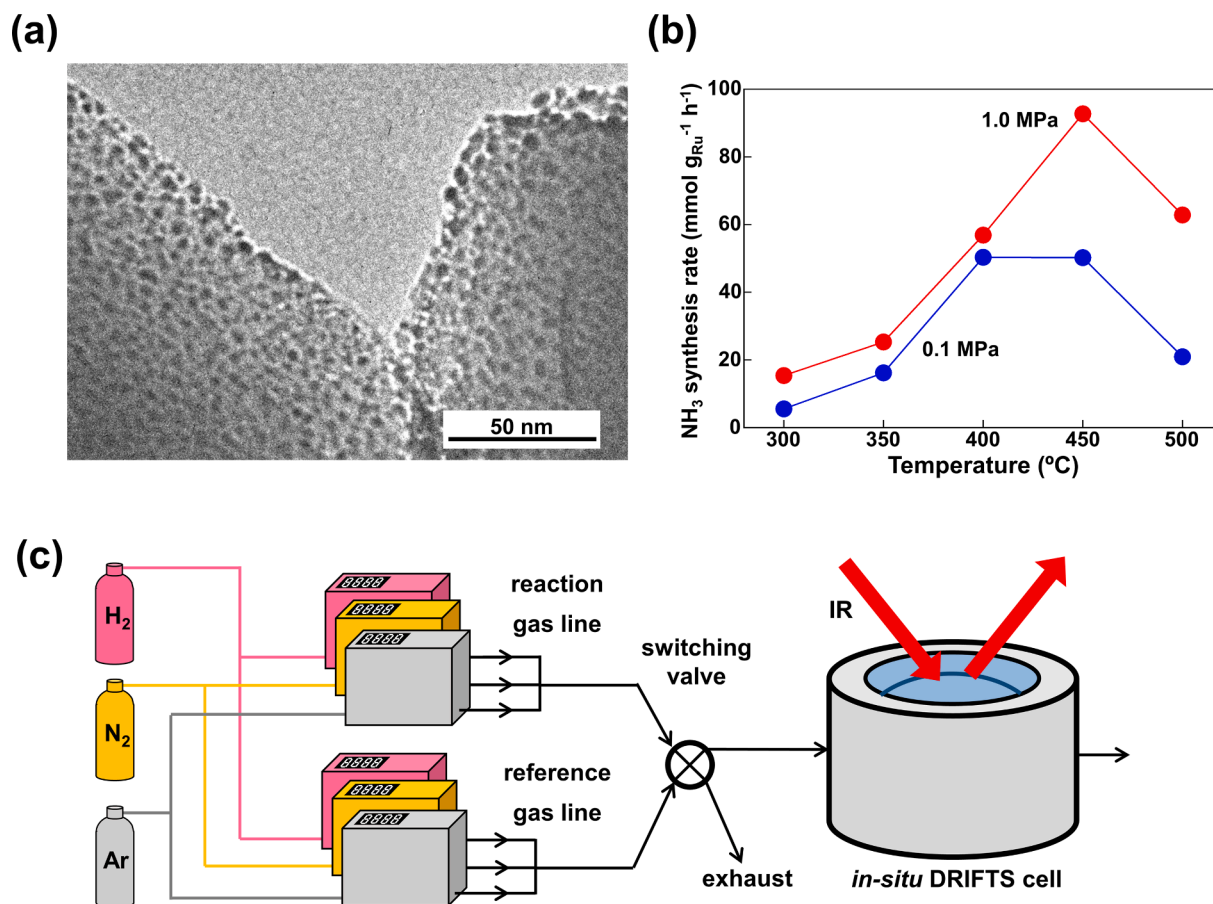 (a)
50 nm
(b)
NH₃ synthesis rate (mmol gRu⁻¹ h⁻¹)
100
80
60
40
20
0
1.0 MPa
0.1 MPa
300 350 400 450 500
Temperature (ºC)
(c)
H₂
N₂
Ar
8888
8888
8888
reaction
gas line
8888
8888
8888
reference
gas line
switching
valve
exhaust
IR
in-situ DRIFTS cell